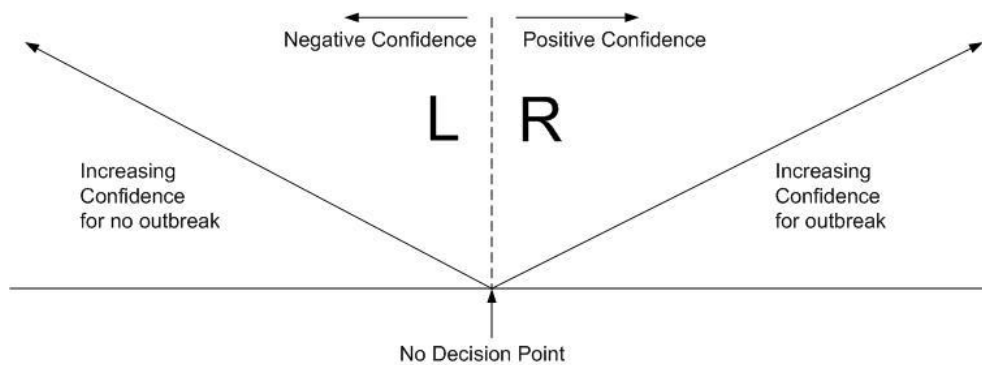 Negative Confidence
Positive Confidence
L
R
Increasing
Confidence
for no outbreak
Increasing
Confidence
for outbreak
No Decision Point